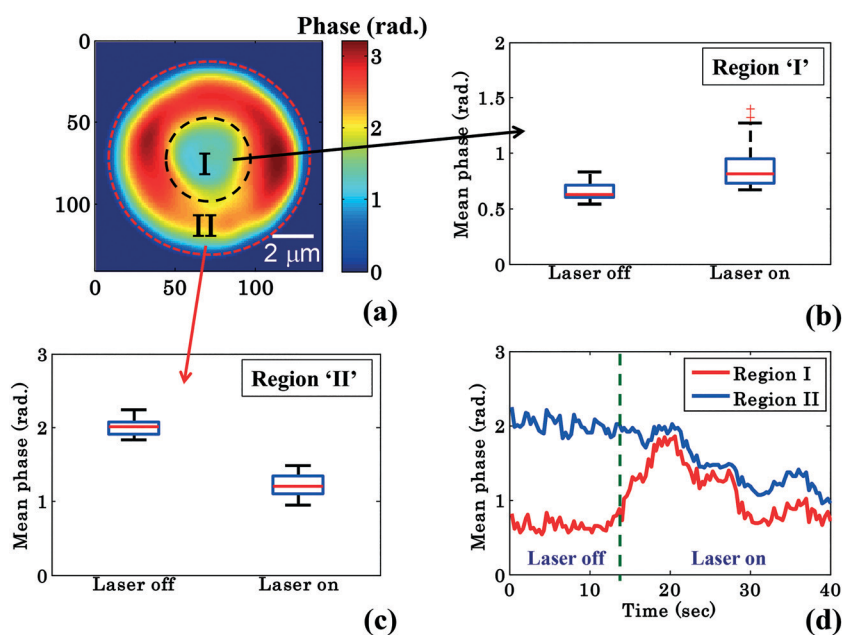 Phase (rad.)
0
50
100
0
50
100
3
2
1
0
I
II
2 μm
(a)
2
1.5
1
0.5
0
Mean phase (rad.)
Region ‘I’
Laser off
Laser on
(b)
3
2
1
0
Mean phase (rad.)
Region ‘II’
Laser off
Laser on
(c)
3
2
1
0
Mean phase (rad.)
Region I
Region II
Laser off
Laser on
0
10
20
30
40
Time (sec)
(d)